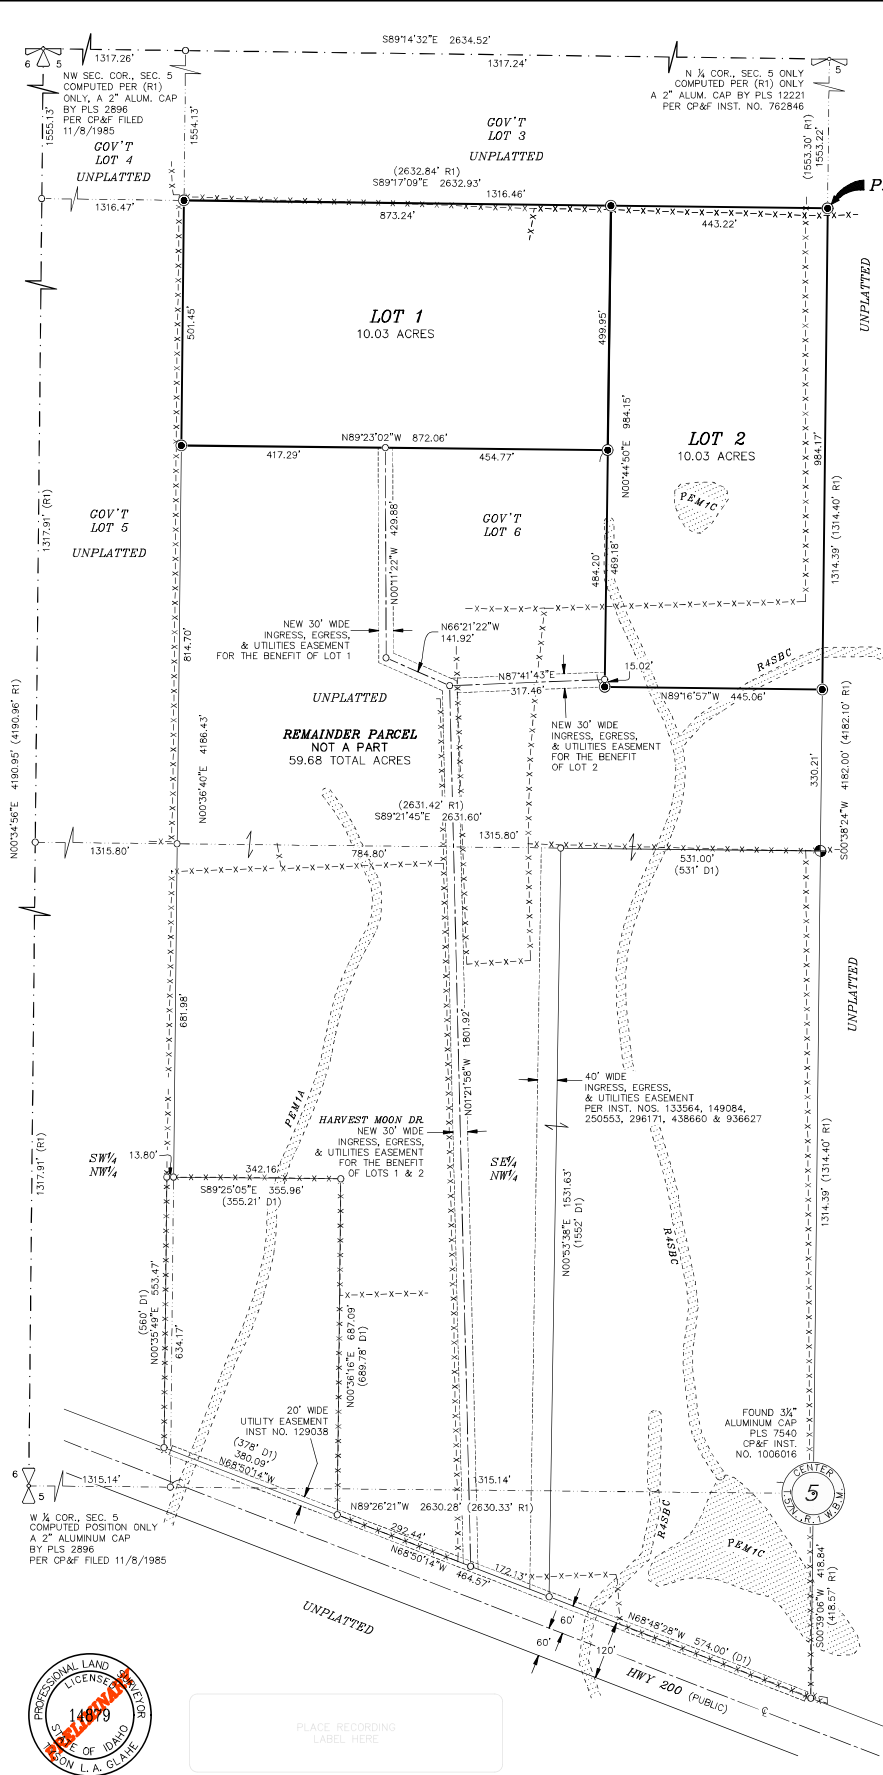 S89°14'32"E 2634.52'
1317.26'
1317.24'
6 5
5
NW SEC. COR., SEC. 5
COMPUTED PER (R1)
ONLY, A 2" ALUM. CAP
BY PLS 2896
PER CP&F FILED
11/8/1985
N ¼ COR., SEC. 5 ONLY
COMPUTED PER (R1) ONLY
A 2" ALUM. CAP BY PLS 12221
PER CP&F INST. NO. 762846
1555.13'
1554.13'
(1553.30' R1)
1553.22'
GOV'T
LOT 4
UNPLATTED
GOV'T
LOT 3
UNPLATTED
(2632.84' R1)
S89°17'09"E 2632.93'
1316.47'
1316.46'
873.24'
443.22'
P.
UNPLATTED
501.45'
LOT 1
10.03 ACRES
499.95'
N00°44'50"E 984.15'
LOT 2
10.03 ACRES
984.17'
1314.39' (1314.40' R1)
N89°23'02"W 872.06'
417.29'
454.77'
PEM1C
1317.91' (R1)
GOV'T
LOT 5
UNPLATTED
N00°11'22"W 429.88'
GOV'T
LOT 6
484.20'
469.18'
814.70'
NEW 30' WIDE
INGRESS, EGRESS,
& UTILITIES EASEMENT
FOR THE BENEFIT OF LOT 1
N66°21'22"W
141.92'
N87°41'43"E
317.46'
15.02'
N89°16'57"W 445.06'
R4SBC
UNPLATTED
REMAINDER PARCEL
NOT A PART
59.68 TOTAL ACRES
NEW 30' WIDE
INGRESS, EGRESS,
& UTILITIES EASEMENT
FOR THE BENEFIT
OF LOT 2
N00°34'56"E 4190.95' (4190.96' R1)
N00°36'40"E 4186.43'
330.21'
S00°38'24"W 4182.00' (4182.10' R1)
(2631.42' R1)
S89°21'45"E 2631.60'
1315.80'
1315.80'
784.80'
531.00'
(531' D1)
681.98'
N01°21'58"W 1801.92'
UNPLATTED
PEM1A
40' WIDE
INGRESS, EGRESS,
& UTILITIES EASEMENT
PER INST. NOS. 133564, 149084,
250553, 296171, 438660 & 936627
HARVEST MOON DR.
NEW 30' WIDE
INGRESS, EGRESS,
& UTILITIES EASEMENT
FOR THE BENEFIT
OF LOTS 1 & 2
1317.91' (R1)
SW¼
NW¼
13.80'
342.16'
S89°25'05"E 355.96'
(355.21' D1)
SE¼
NW¼
N00°53'38"E 1531.63'
(1552' D1)
1314.39' (1314.40' R1)
R4SBC
(560' D1)
N00°35'49"E 553.47'
634.17'
N00°36'16"E 687.09'
(689.78' D1)
20' WIDE
UTILITY EASEMENT
INST NO. 129038
(378' D1)
380.09'
N68°50'14"W
FOUND 3¼"
ALUMINUM CAP
PLS 7540
CP&F INST.
NO. 1006016
CENTER
5
T.57N., R.1 W.B.M.
6
5
1315.14'
1315.14'
N89°26'21"W 2630.28' (2630.33' R1)
W ¼ COR., SEC. 5
COMPUTED POSITION ONLY
A 2" ALUMINUM CAP
BY PLS 2896
PER CP&F FILED 11/8/1985
292.44'
N68°50'14"W 464.57'
172.13'
R4SBC
PEM1C
S00°39'06"W 418.84'
(418.57' R1)
UNPLATTED
60'
60'
120'
N68°48'28"W 574.00' (D1)
HWY 200 (PUBLIC)
PROFESSIONAL LAND SURVEYOR
LICENSED
14879
PRELIMINARY
STATE OF IDAHO
TYSON L. A. GLAHE
PLACE RECORDING
LABEL HERE